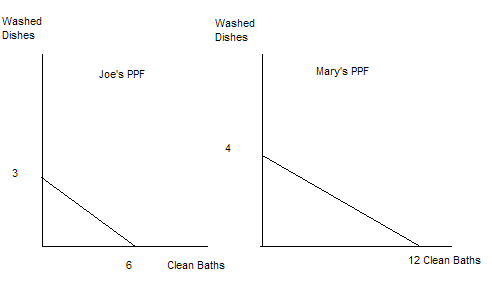 Washed
Dishes
Joe's PPF
3
6
Clean Baths
Washed
Dishes
Mary's PPF
4
12 Clean Baths